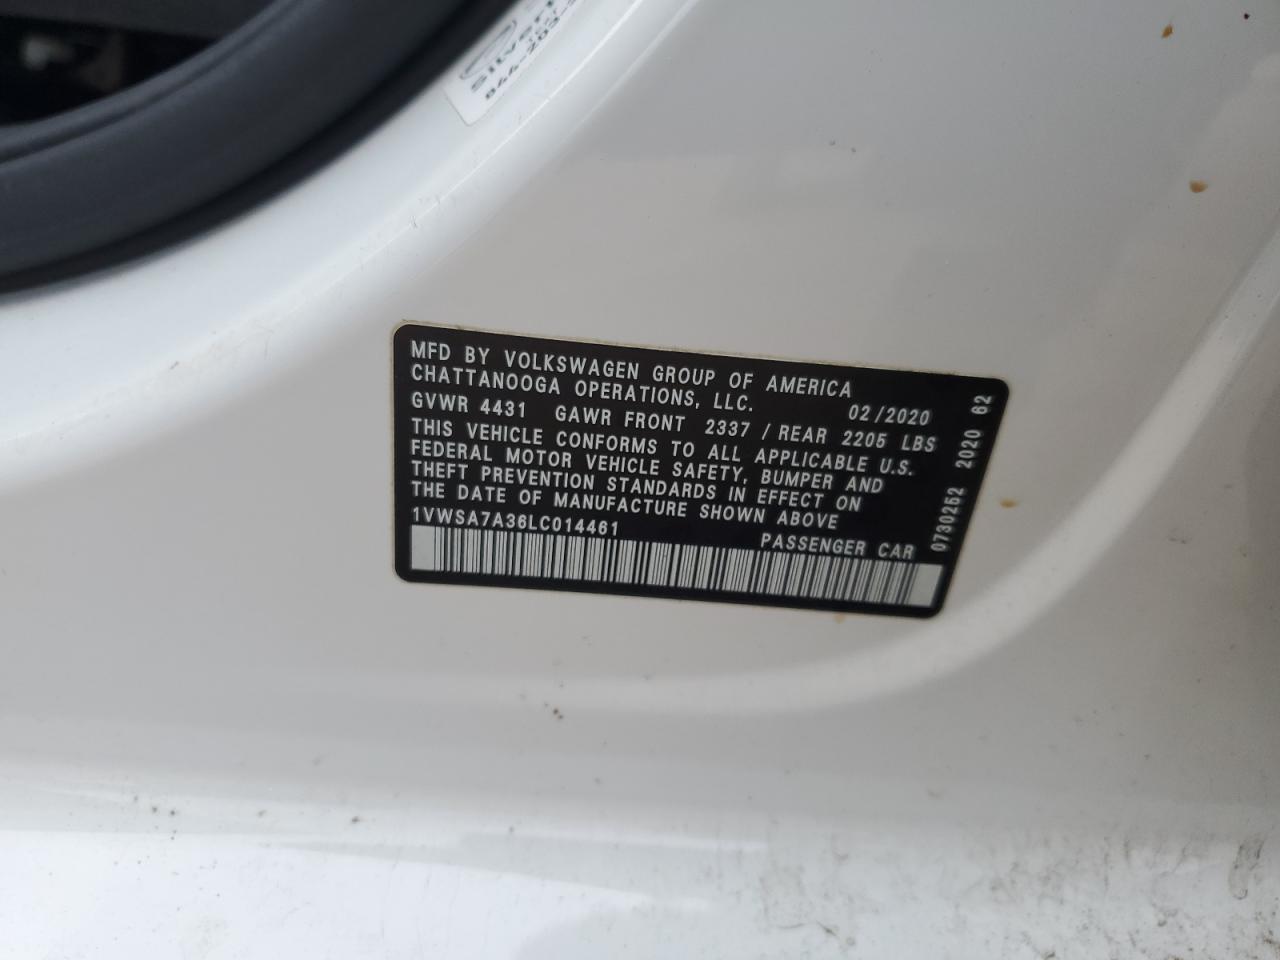 MFD BY VOLKSWAGEN GROUP OF AMERICA
CHATTANOOGA OPERATIONS, LLC. 02/2020
GVWR 4431 GAWR FRONT 2337 / REAR 2205 LBS
THIS VEHICLE CONFORMS TO ALL APPLICABLE U.S.
FEDERAL MOTOR VEHICLE SAFETY, BUMPER AND
THEFT PREVENTION STANDARDS IN EFFECT ON
THE DATE OF MANUFACTURE SHOWN ABOVE
1VWSA7A36LC014461 PASSENGER CAR
0730262 2020 62